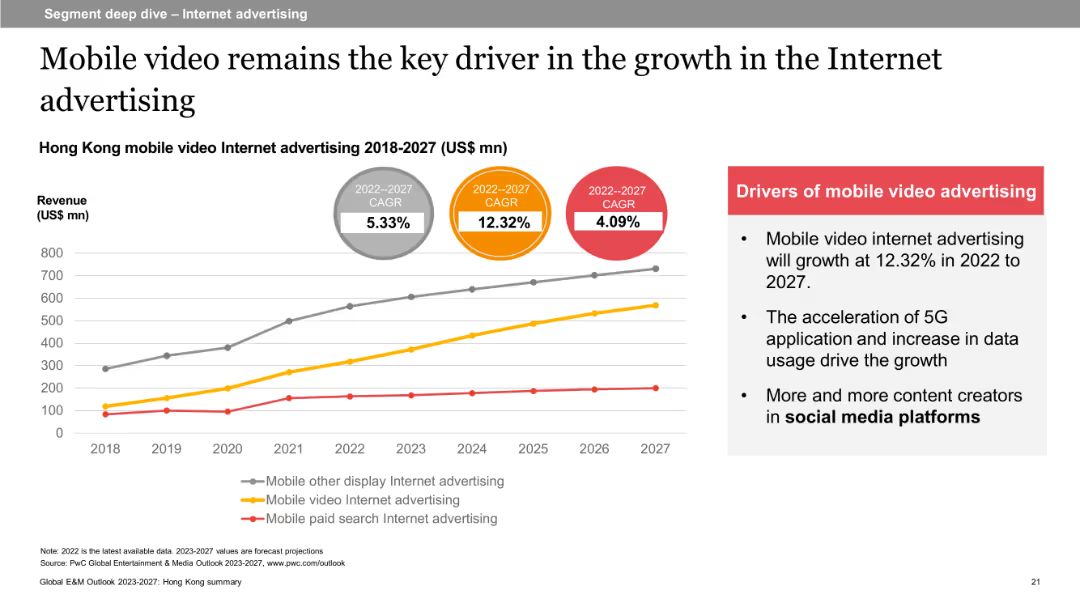 Segment deep dive – Internet advertising
Mobile video remains the key driver in the growth in the Internet
advertising
Hong Kong mobile video Internet advertising 2018-2027 (US$ mn)
Revenue
(US$ mn)
2022--2027
CAGR
5.33%
2022--2027
CAGR
12.32%
2022--2027
CAGR
4.09%
800
700
600
500
400
300
200
100
0
2018 2019 2020 2021 2022 2023 2024 2025 2026 2027
Mobile other display Internet advertising
Mobile video Internet advertising
Mobile paid search Internet advertising
Drivers of mobile video advertising
• Mobile video internet advertising
will growth at 12.32% in 2022 to
2027.
• The acceleration of 5G
application and increase in data
usage drive the growth
• More and more content creators
in social media platforms
Note: 2022 is the latest available data. 2023-2027 values are forecast projections
Source: PwC Global Entertainment & Media Outlook 2023-2027, www.pwc.com/outlook
Global E&M Outlook 2023-2027: Hong Kong summary
21